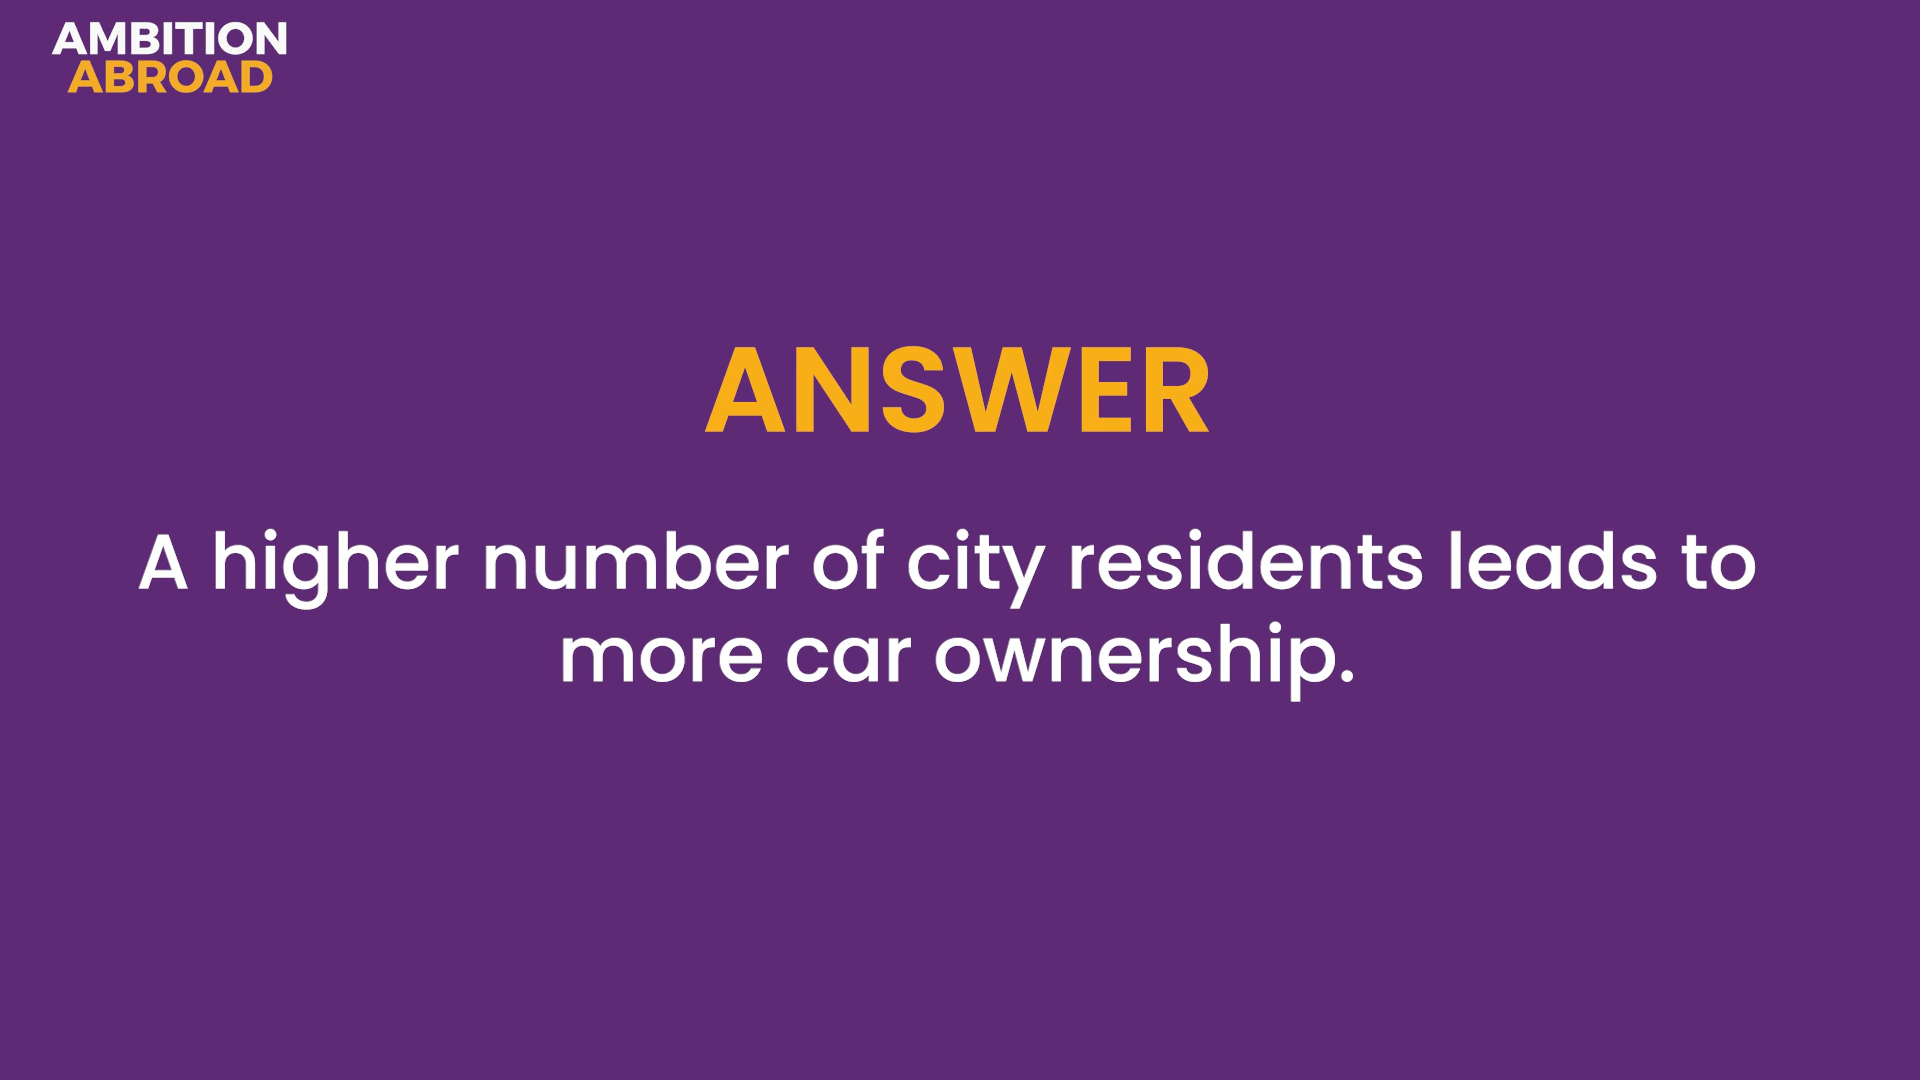 AMBITION
ABROAD
ANSWER
A higher number of city residents leads to
more car ownership.